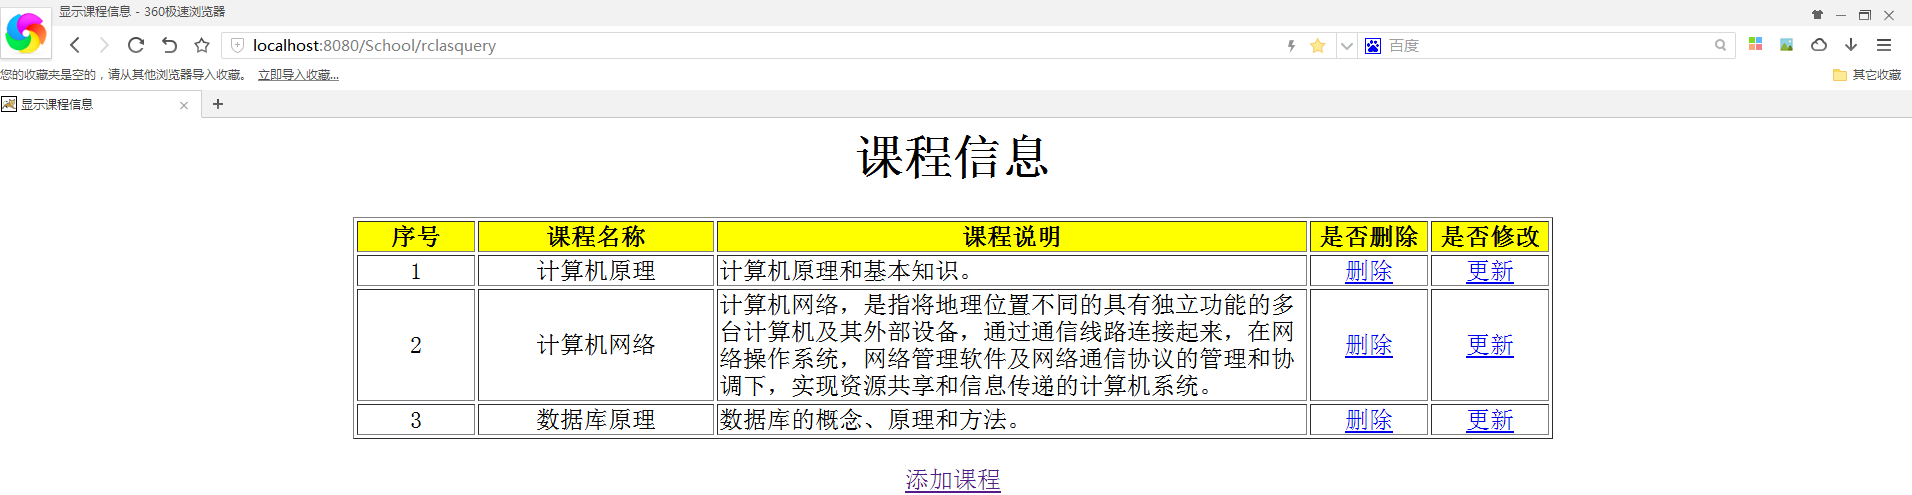 显示课程信息 - 360极速浏览器
localhost:8080/School/rclasquery
百度
您的收藏夹是空的，请从其他浏览器导入收藏。 立即导入收藏...
其它收藏
显示课程信息
课程信息
序号 课程名称 课程说明 是否删除 是否修改
1 计算机原理 计算机原理和基本知识。 删除 更新
计算机网络，是指将地理位置不同的具有独立功能的多
台计算机及其外部设备，通过通信线路连接起来，在网
2 计算机网络 删除 更新
络操作系统，网络管理软件及网络通信协议的管理和协
调下，实现资源共享和信息传递的计算机系统。
3 数据库原理 数据库的概念、原理和方法。 删除 更新
添加课程